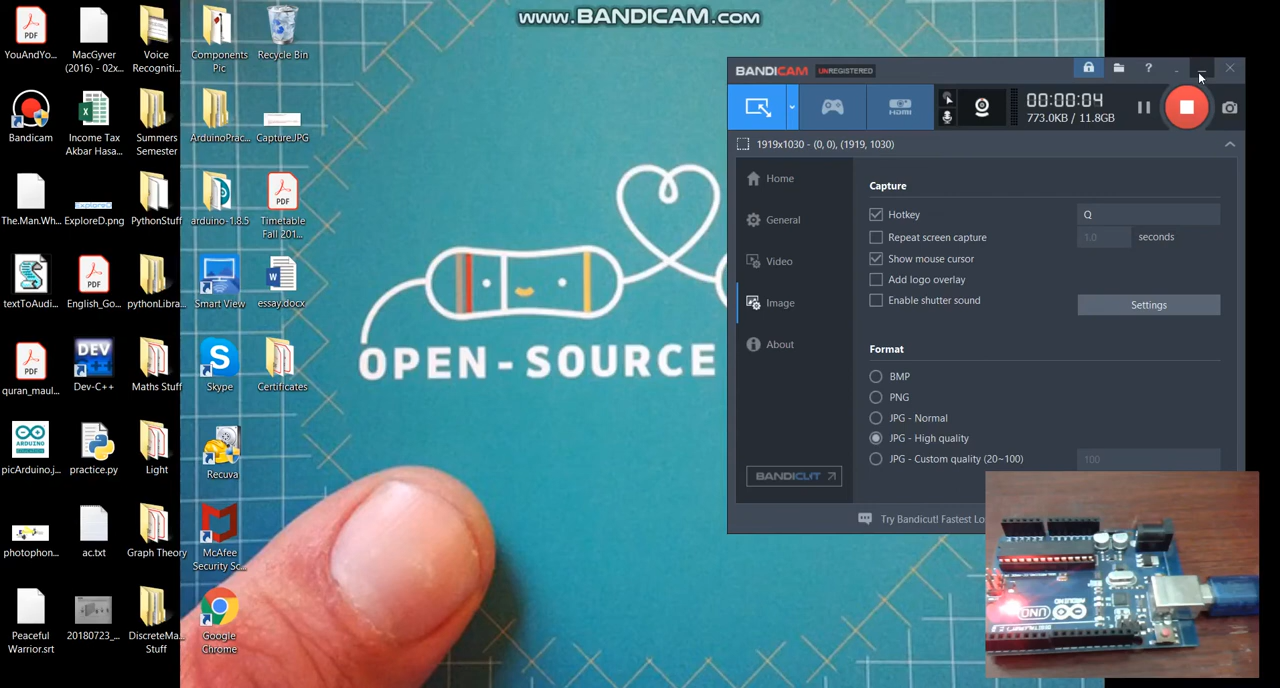 www.BANDICAM.com
YouAndYo...
MacGyver
(2016) - 02x...
Voice
Recogniti...
Components
Pic
Recycle Bin
Bandicam
Income Tax
Akbar Hasa...
Summers
Semester
ArduinoPrac...
CaptureJPG
The.Man.Wh...
ExploreD.png
PythonStuff
arduino-1.8.5
Timetable
Fall 201...
textToAudi...
English_Go...
pythonLibra...
Smart View
essay.docx
quran_maul...
Dev-C++
Maths Stuff
Skype
Certificates
picArduino.j...
practice.py
Light
Recuva
photophon...
ac.txt
Graph Theory
McAfee
Security Sc...
Peaceful
Warrior.srt
20180723_...
DiscreteMa...
Stuff
Google
Chrome
OPEN-SOURCE
BANDICAM UNREGISTERED
HDMI
00:00:04
773.0KB / 11.8GB
1919x1030 - (0, 0), (1919, 1030)
Home
General
Video
Image
About
BANDICUT
Capture
Hotkey
Q
Repeat screen capture
1.0 seconds
Show mouse cursor
Add logo overlay
Enable shutter sound
Settings
Format
BMP
PNG
JPG - Normal
JPG - High quality
JPG - Custom quality (20~100)
100
Try Bandicut! Fastest Lo
UNO
ARDUINO